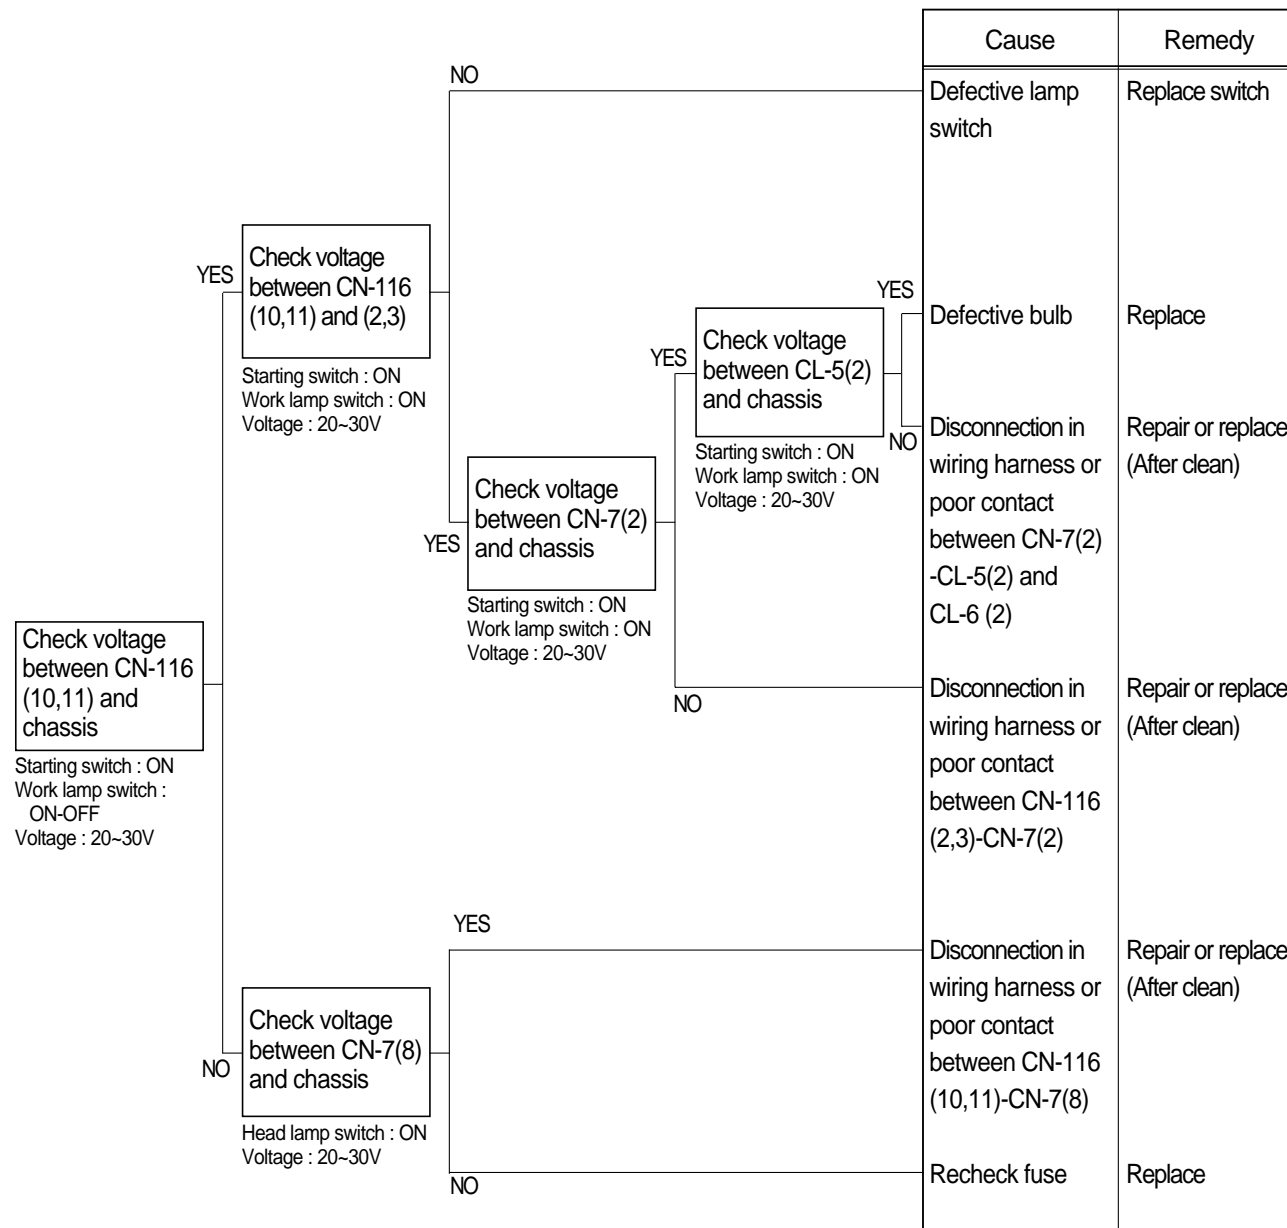 Cause
Remedy
NO
Defective lamp
switch
Replace switch
YES
Check voltage
between CN-116
(10,11) and (2,3)
Starting switch : ON
Work lamp switch : ON
Voltage : 20~30V
YES
Defective bulb
Replace
YES
Check voltage
between CL-5(2)
and chassis
Starting switch : ON
Work lamp switch : ON
Voltage : 20~30V
NO
Disconnection in
wiring harness or
poor contact
between CN-7(2)
-CL-5(2) and
CL-6 (2)
Repair or replace
(After clean)
YES
Check voltage
between CN-7(2)
and chassis
Starting switch : ON
Work lamp switch : ON
Voltage : 20~30V
NO
Disconnection in
wiring harness or
poor contact
between CN-116
(2,3)-CN-7(2)
Repair or replace
(After clean)
Check voltage
between CN-116
(10,11) and
chassis
Starting switch : ON
Work lamp switch :
ON-OFF
Voltage : 20~30V
YES
Disconnection in
wiring harness or
poor contact
between CN-116
(10,11)-CN-7(8)
Repair or replace
(After clean)
NO
Check voltage
between CN-7(8)
and chassis
Head lamp switch : ON
Voltage : 20~30V
NO
Recheck fuse
Replace